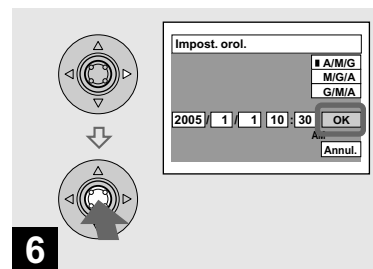 Impost. orol.
A/M/G
M/G/A
G/M/A
2005 / 1 / 1 10 : 30 OK
AM
Annul.
6